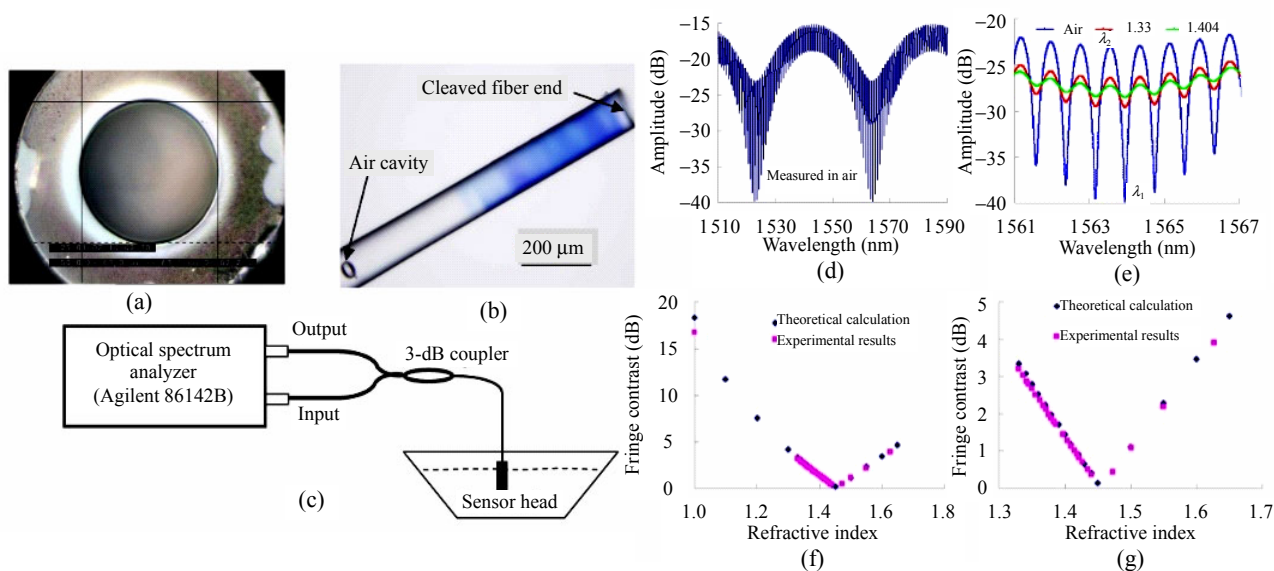 (a)
Cleaved fiber end
Air cavity
200 μm
(b)
Optical spectrum
analyzer
(Agilent 86142B)
Output
Input
3-dB coupler
Sensor head
(c)
Amplitude (dB)
−15
−20
−25
−30
−35
−40
Measured in air
1 510 1 530 1 550 1 570 1 590
Wavelength (nm)
(d)
Amplitude (dB)
Air λ2 1.33 1.404
−20
−25
−30
−35
−40
λ1
1 561 1 563 1 565 1 567
Wavelength (nm)
(e)
Fringe contrast (dB)
20
15
10
5
0
Theoretical calculation
Experimental results
1.0 1.2 1.4 1.6 1.8
Refractive index
(f)
Fringe contrast (dB)
5
4
3
2
1
0
Theoretical calculation
Experimental results
1.3 1.4 1.5 1.6 1.7
Refractive index
(g)